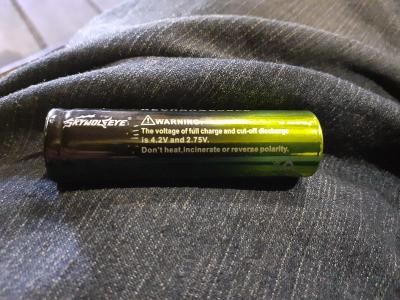 SKYWOLFEYE
⚠WARNING:
The voltage of full charge and cut-off discharge
is 4.2V and 2.75V.
Don't heat,incinerate or reverse polarity.